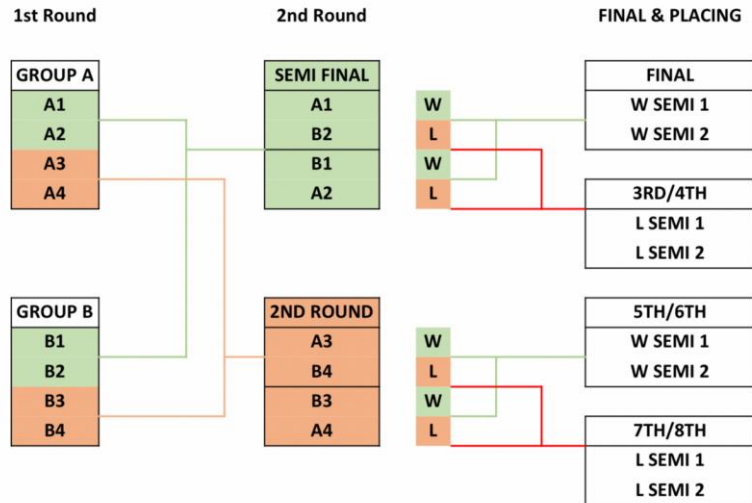 1st Round
2nd Round
FINAL & PLACING
GROUP A
A1
A2
A3
A4
GROUP B
B1
B2
B3
B4
SEMI FINAL
A1
B2
B1
A2
2ND ROUND
A3
B4
B3
A4
W
L
W
L
W
L
W
L
FINAL
W SEMI 1
W SEMI 2
3RD/4TH
L SEMI 1
L SEMI 2
5TH/6TH
W SEMI 1
W SEMI 2
7TH/8TH
L SEMI 1
L SEMI 2